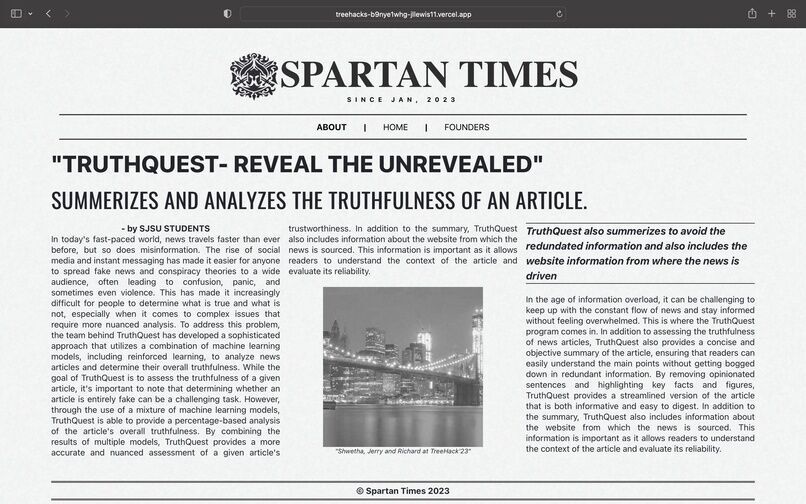 treehacks-b9nye1whg-jllewis11.vercel.app
SPARTAN TIMES
SINCE JAN, 2023
ABOUT | HOME | FOUNDERS
"TRUTHQUEST- REVEAL THE UNREVEALED"
SUMMERIZES AND ANALYZES THE TRUTHFULNESS OF AN ARTICLE.
- by SJSU STUDENTS
In today's fast-paced world, news travels faster than ever
before, but so does misinformation. The rise of social
media and instant messaging has made it easier for anyone
to spread fake news and conspiracy theories to a wide
audience, often leading to confusion, panic, and
sometimes even violence. This has made it increasingly
difficult for people to determine what is true and what is
not, especially when it comes to complex issues that
require more nuanced analysis. To address this problem,
the team behind TruthQuest has developed a sophisticated
approach that utilizes a combination of machine learning
models, including reinforced learning, to analyze news
articles and determine their overall truthfulness. While the
goal of TruthQuest is to assess the truthfulness of a given
article, it's important to note that determining whether an
article is entirely fake can be a challenging task. However,
through the use of a mixture of machine learning models,
TruthQuest is able to provide a percentage-based analysis
of the article's overall truthfulness. By combining the
results of multiple models, TruthQuest provides a more
accurate and nuanced assessment of a given article's
trustworthiness. In addition to the summary, TruthQuest
also includes information about the website from which the
news is sourced. This information is important as it allows
readers to understand the context of the article and
evaluate its reliability.
"Shwetha, Jerry and Richard at TreeHack'23"
TruthQuest also summerizes to avoid the
redundated information and also includes the
website information from where the news is
driven
In the age of information overload, it can be challenging to
keep up with the constant flow of news and stay informed
without feeling overwhelmed. This is where the TruthQuest
program comes in. In addition to assessing the truthfulness
of news articles, TruthQuest also provides a concise and
objective summary of the article, ensuring that readers can
easily understand the main points without getting bogged
down in redundant information. By removing opinionated
sentences and highlighting key facts and figures,
TruthQuest provides a streamlined version of the article
that is both informative and easy to digest. In addition to
the summary, TruthQuest also includes information about
the website from which the news is sourced. This
information is important as it allows readers to understand
the context of the article and evaluate its reliability.
© Spartan Times 2023